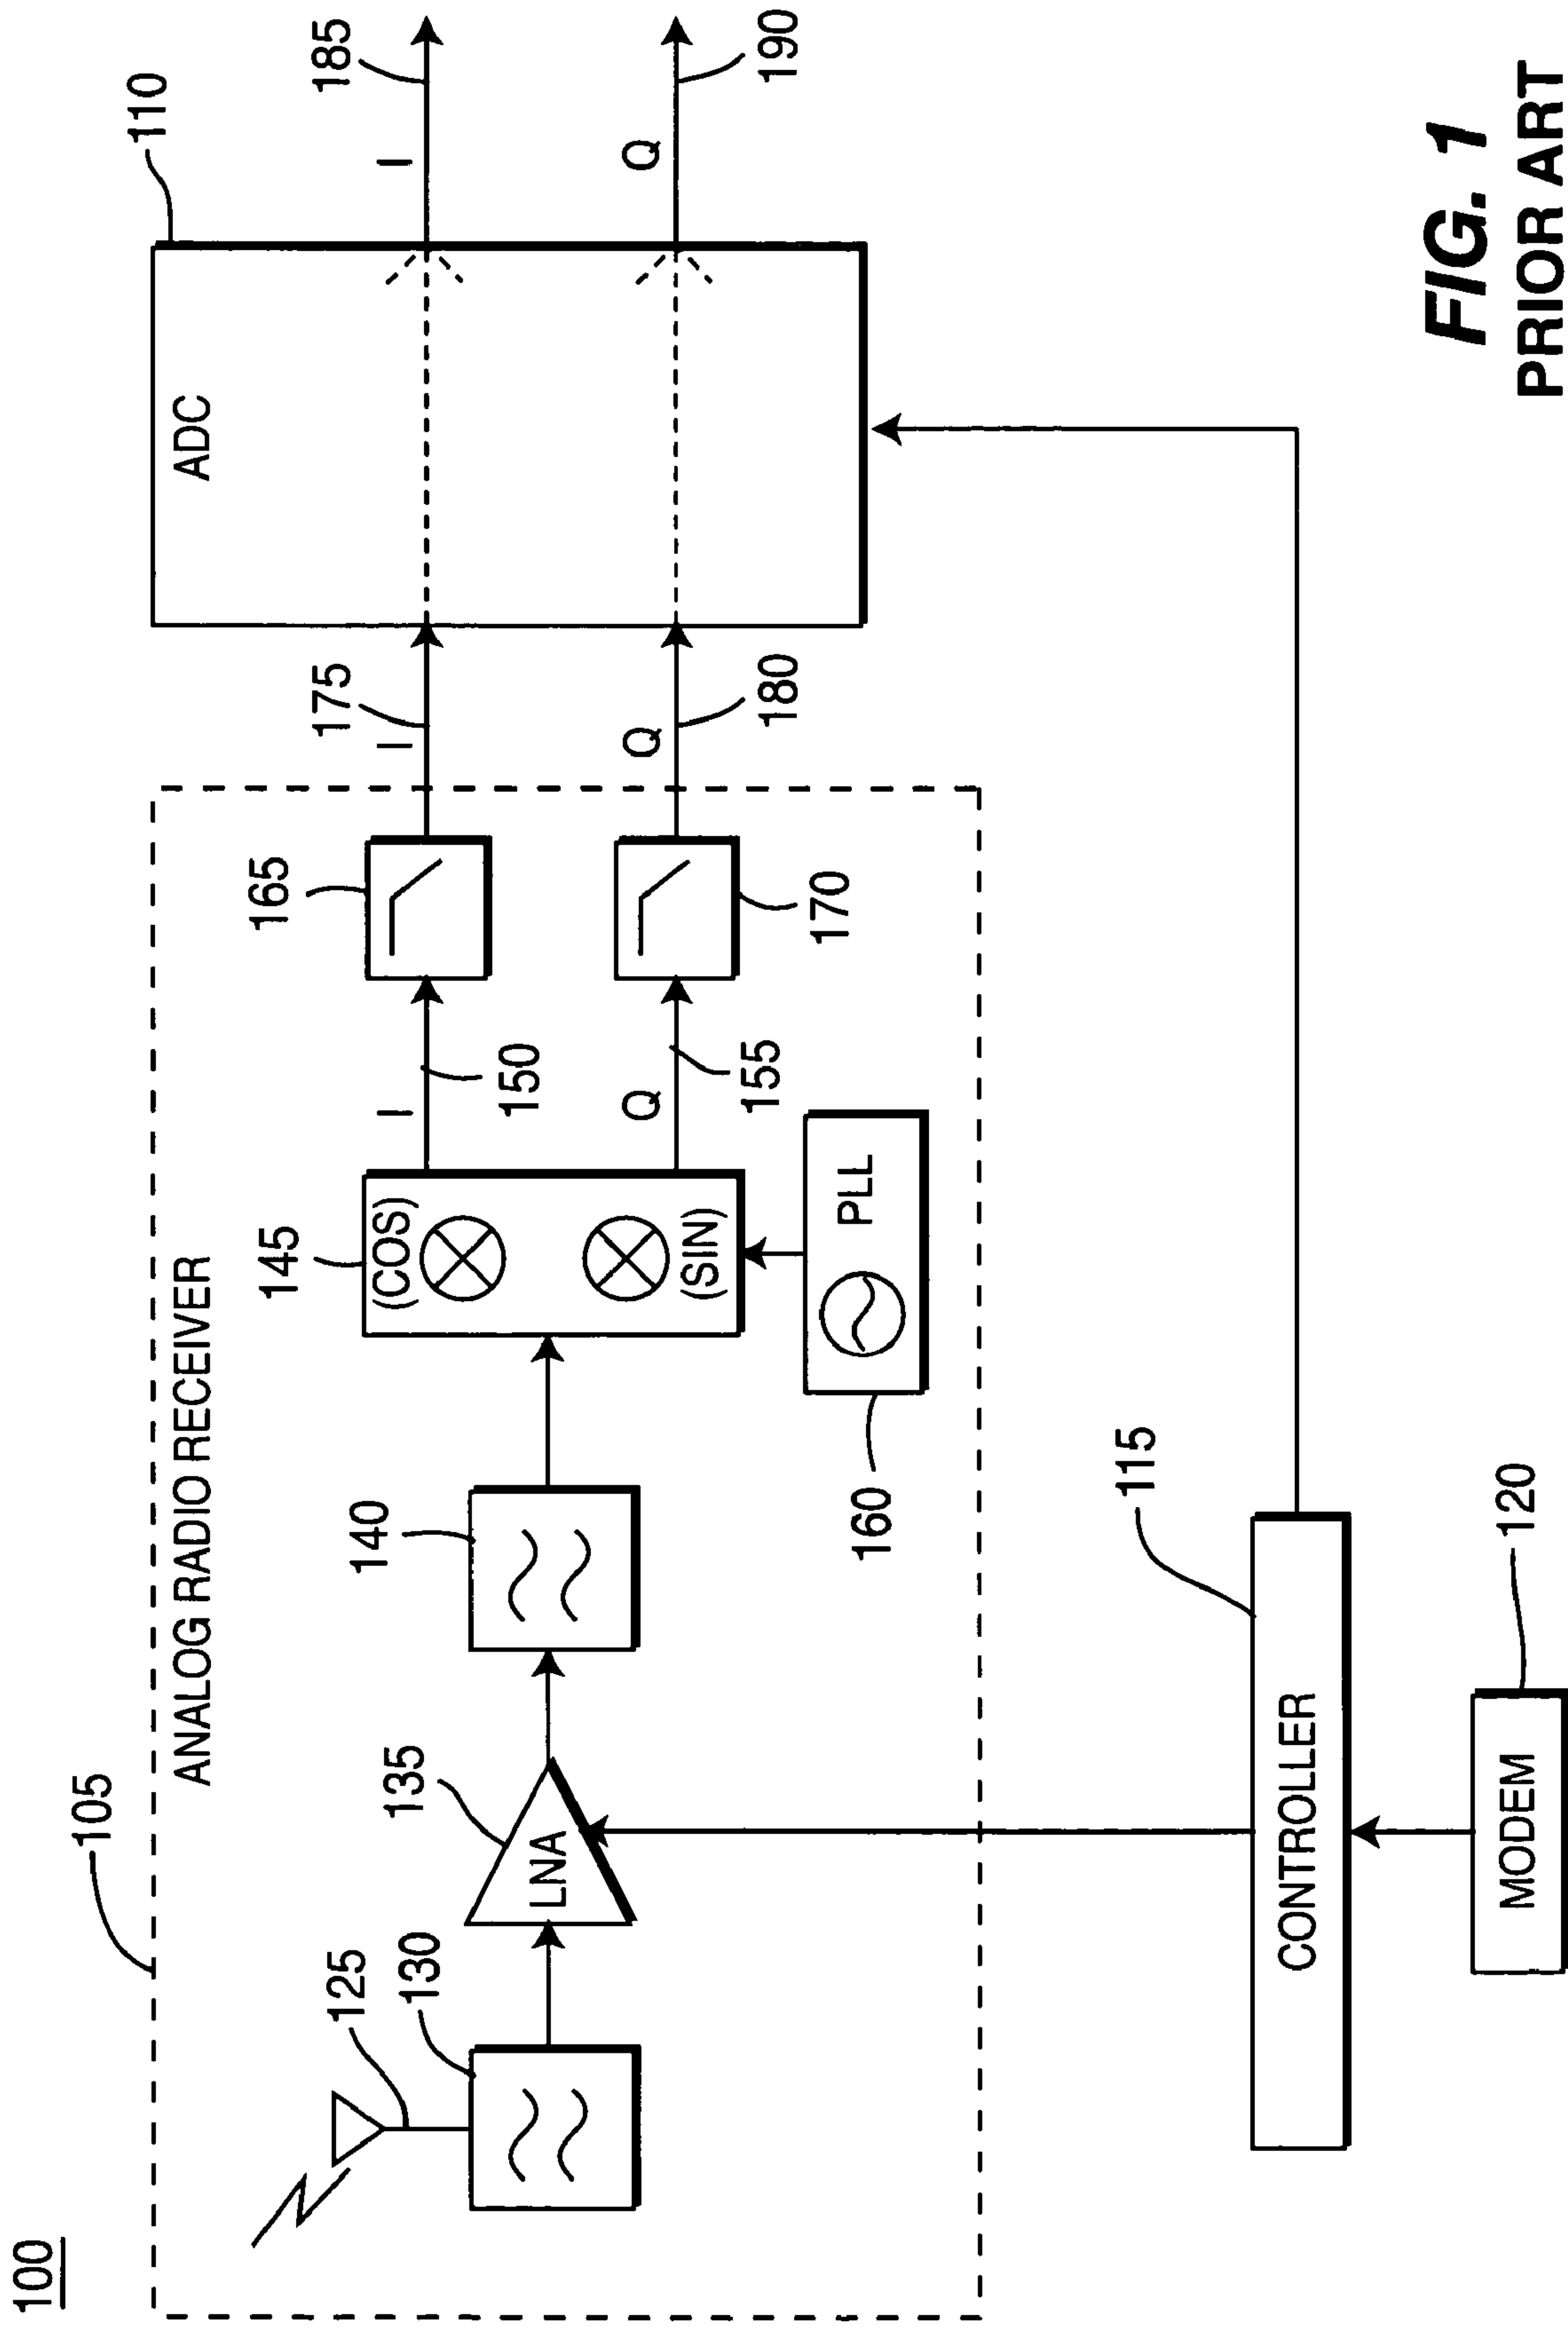 100
105
ANALOG RADIO RECEIVER
125
130
135
LNA
140
145
(COS)
(SIN)
PLL
160
I
150
Q
155
165
170
I
175
Q
180
ADC
110
I
185
Q
190
CONTROLLER
115
MODEM
120
FIG. 1
PRIOR ART